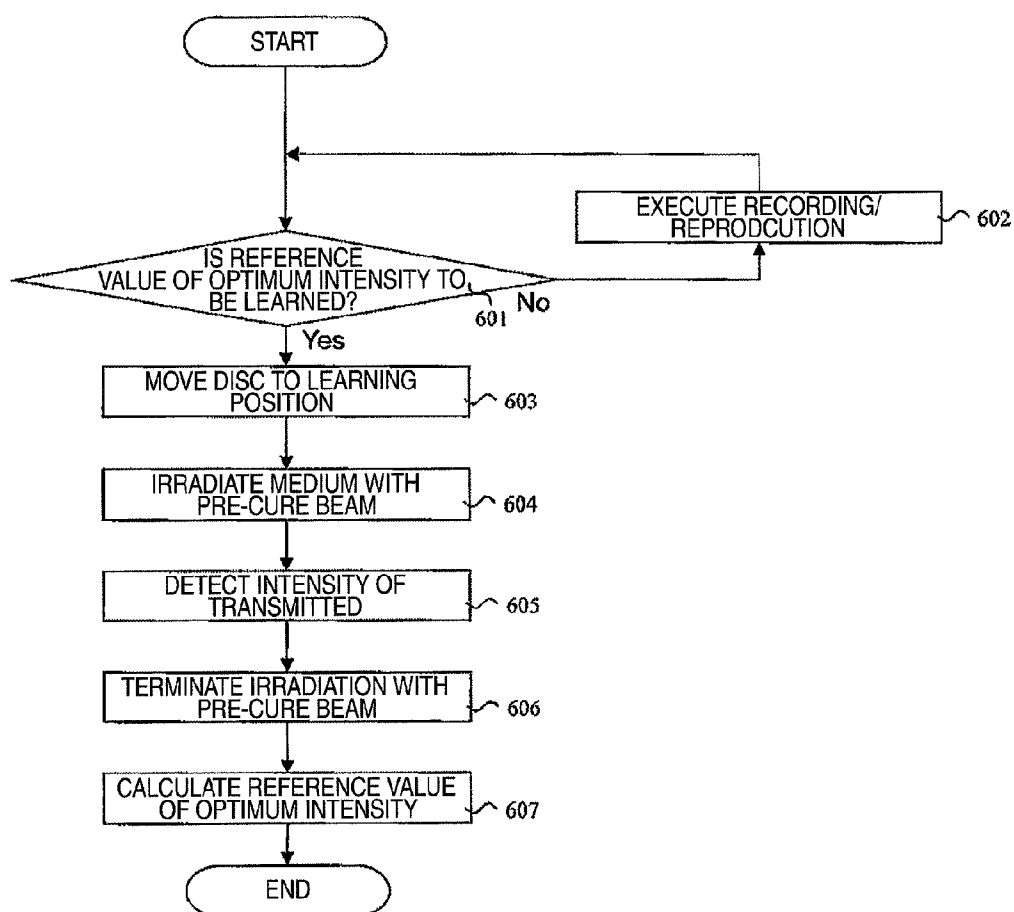 START
EXECUTE RECORDING/
REPRODCUTION
602
IS REFERENCE
VALUE OF OPTIMUM INTENSITY TO
BE LEARNED?
601
No
Yes
MOVE DISC TO LEARNING
POSITION
603
IRRADIATE MEDIUM WITH
PRE-CURE BEAM
604
DETECT INTENSITY OF
TRANSMITTED
605
TERMINATE IRRADIATION WITH
PRE-CURE BEAM
606
CALCULATE REFERENCE VALUE
OF OPTIMUM INTENSITY
607
END